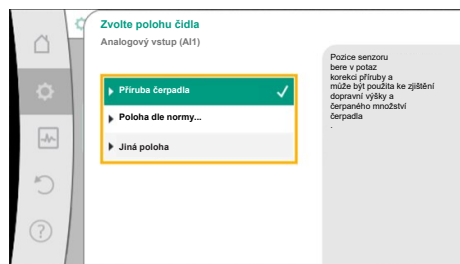 Zvolte polohu čidla
Analogový vstup (AI1)
Příruba čerpadla
Poloha dle normy...
Jiná poloha
Pozice senzoru
bere v potaz
korekci příruby a
může být použita ke zjištění
dopravní výšky a
čerpaného množství
čerpadla
.
?